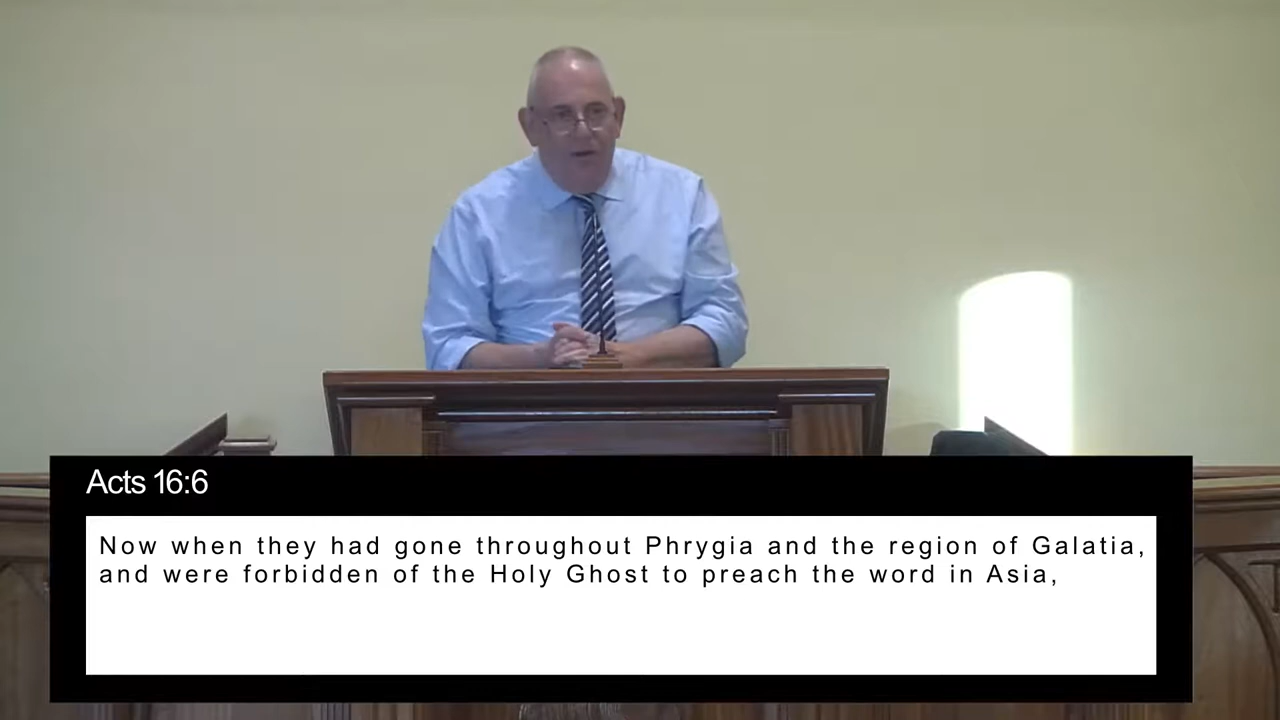 Acts 16:6
Now when they had gone throughout Phrygia and the region of Galatia,
and were forbidden of the Holy Ghost to preach the word in Asia,